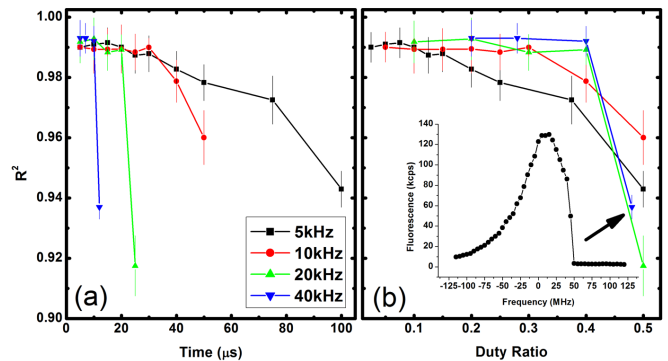 R²
1.00
0.98
0.96
0.94
0.92
0.90
(a)
5kHz
10kHz
20kHz
40kHz
0 20 40 60 80 100
Time (μs)
(b)
0.1 0.2 0.3 0.4 0.5
Duty Ratio
Fluorescence (kcps)
140
120
100
80
60
40
20
0
-125 -100 -75 -50 -25 0 25 50 75 100 125
Frequency (MHz)